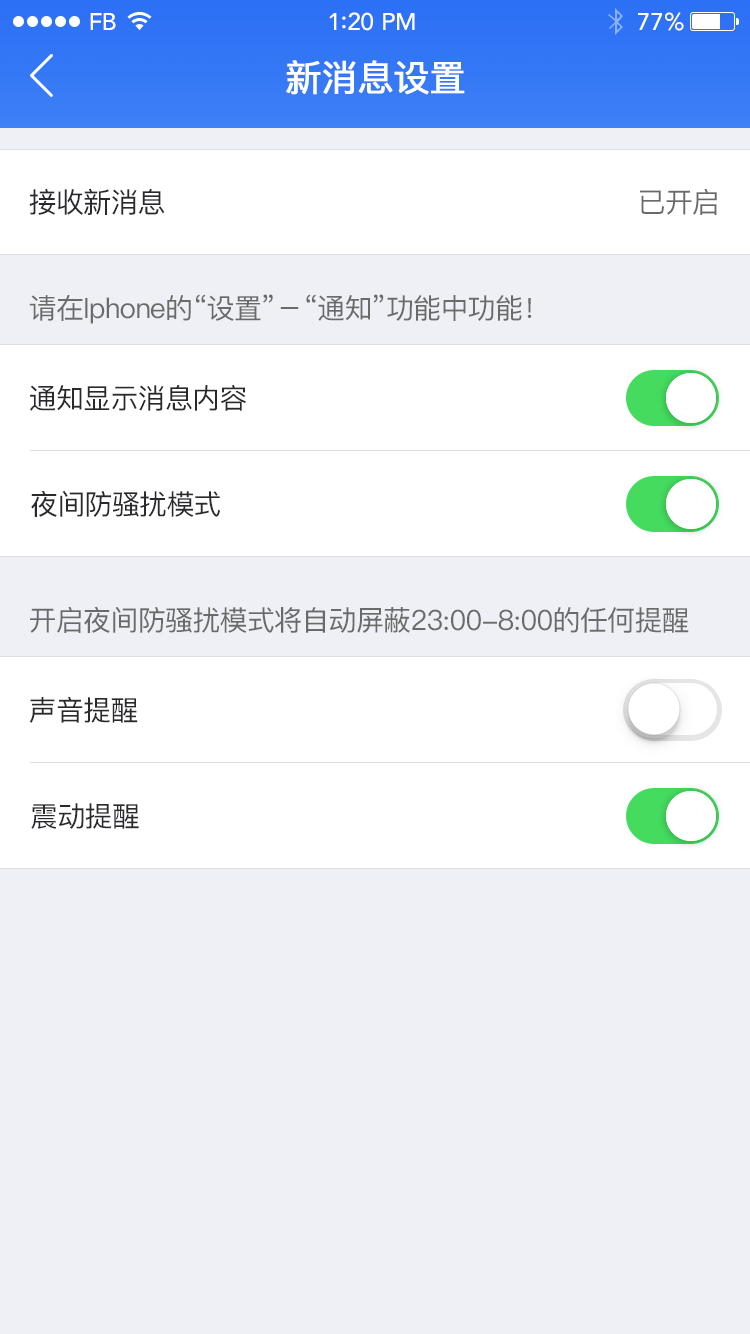 FB 1:20 PM 77%
新消息设置
接收新消息 已开启
请在Iphone的“设置”–“通知”功能中功能！
通知显示消息内容
夜间防骚扰模式
开启夜间防骚扰模式将自动屏蔽23:00–8:00的任何提醒
声音提醒
震动提醒